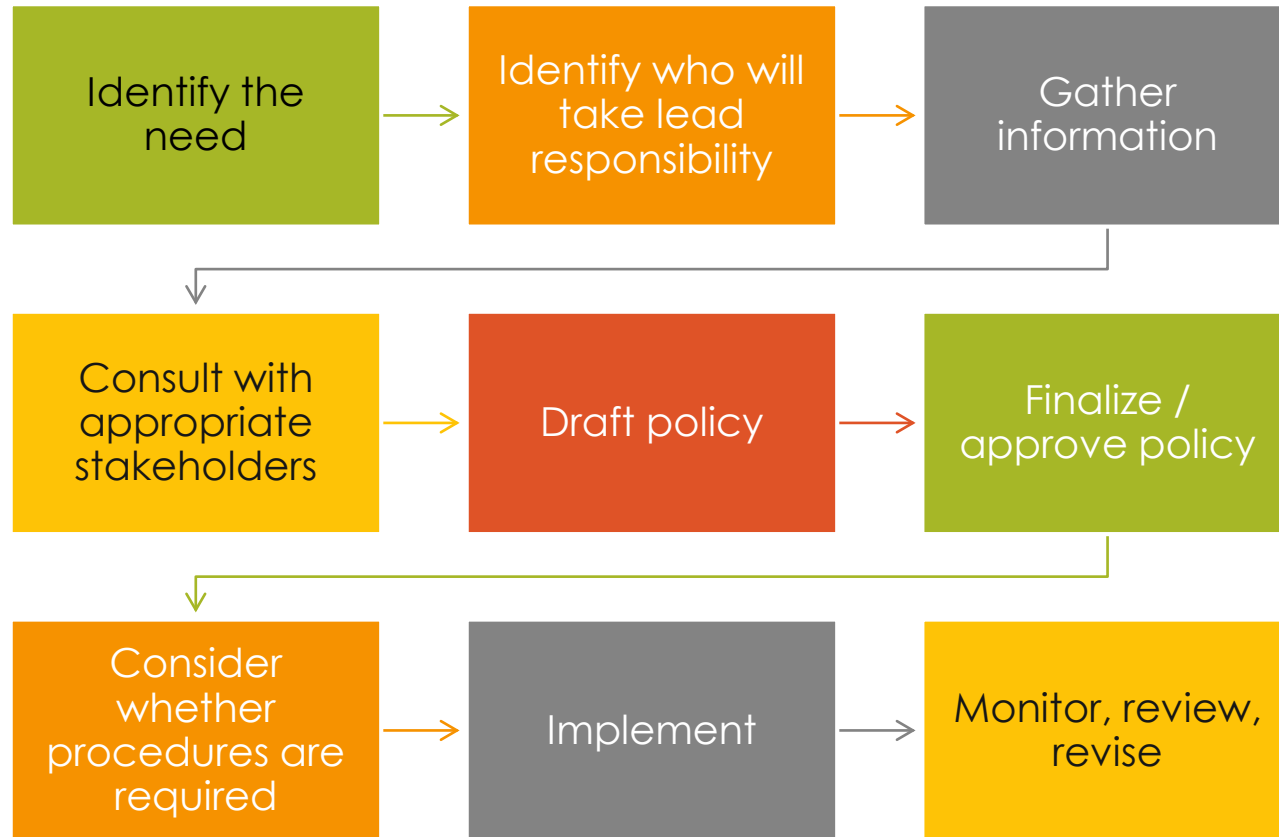 Identify the
need
Identify who will
take lead
responsibility
Gather
information
Consult with
appropriate
stakeholders
Draft policy
Finalize /
approve policy
Consider
whether
procedures are
required
Implement
Monitor, review,
revise